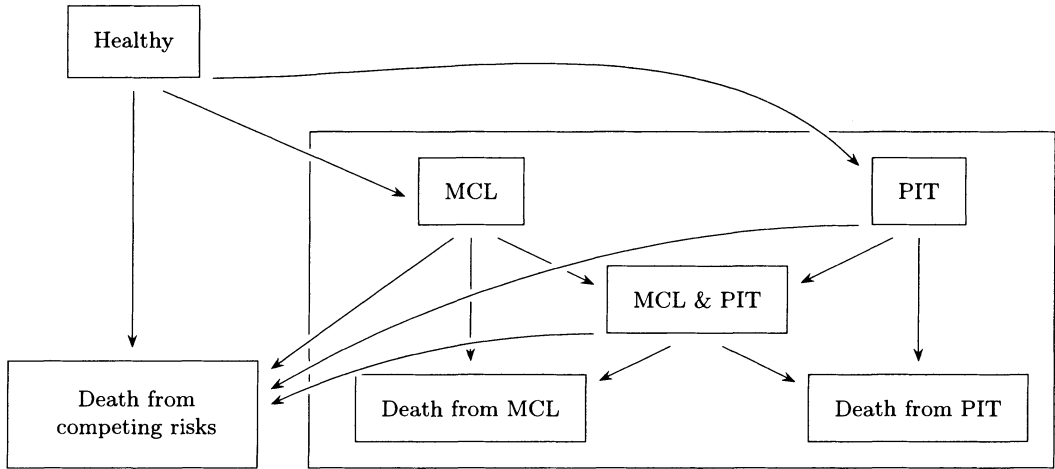 Healthy
MCL
PIT
MCL & PIT
Death from
competing risks
Death from MCL
Death from PIT